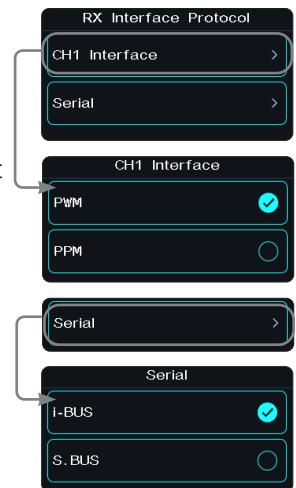 RX Interface Protocol
CH1 Interface
Serial
CH1 Interface
PWM
PPM
Serial
Serial
i-BUS
S.BUS